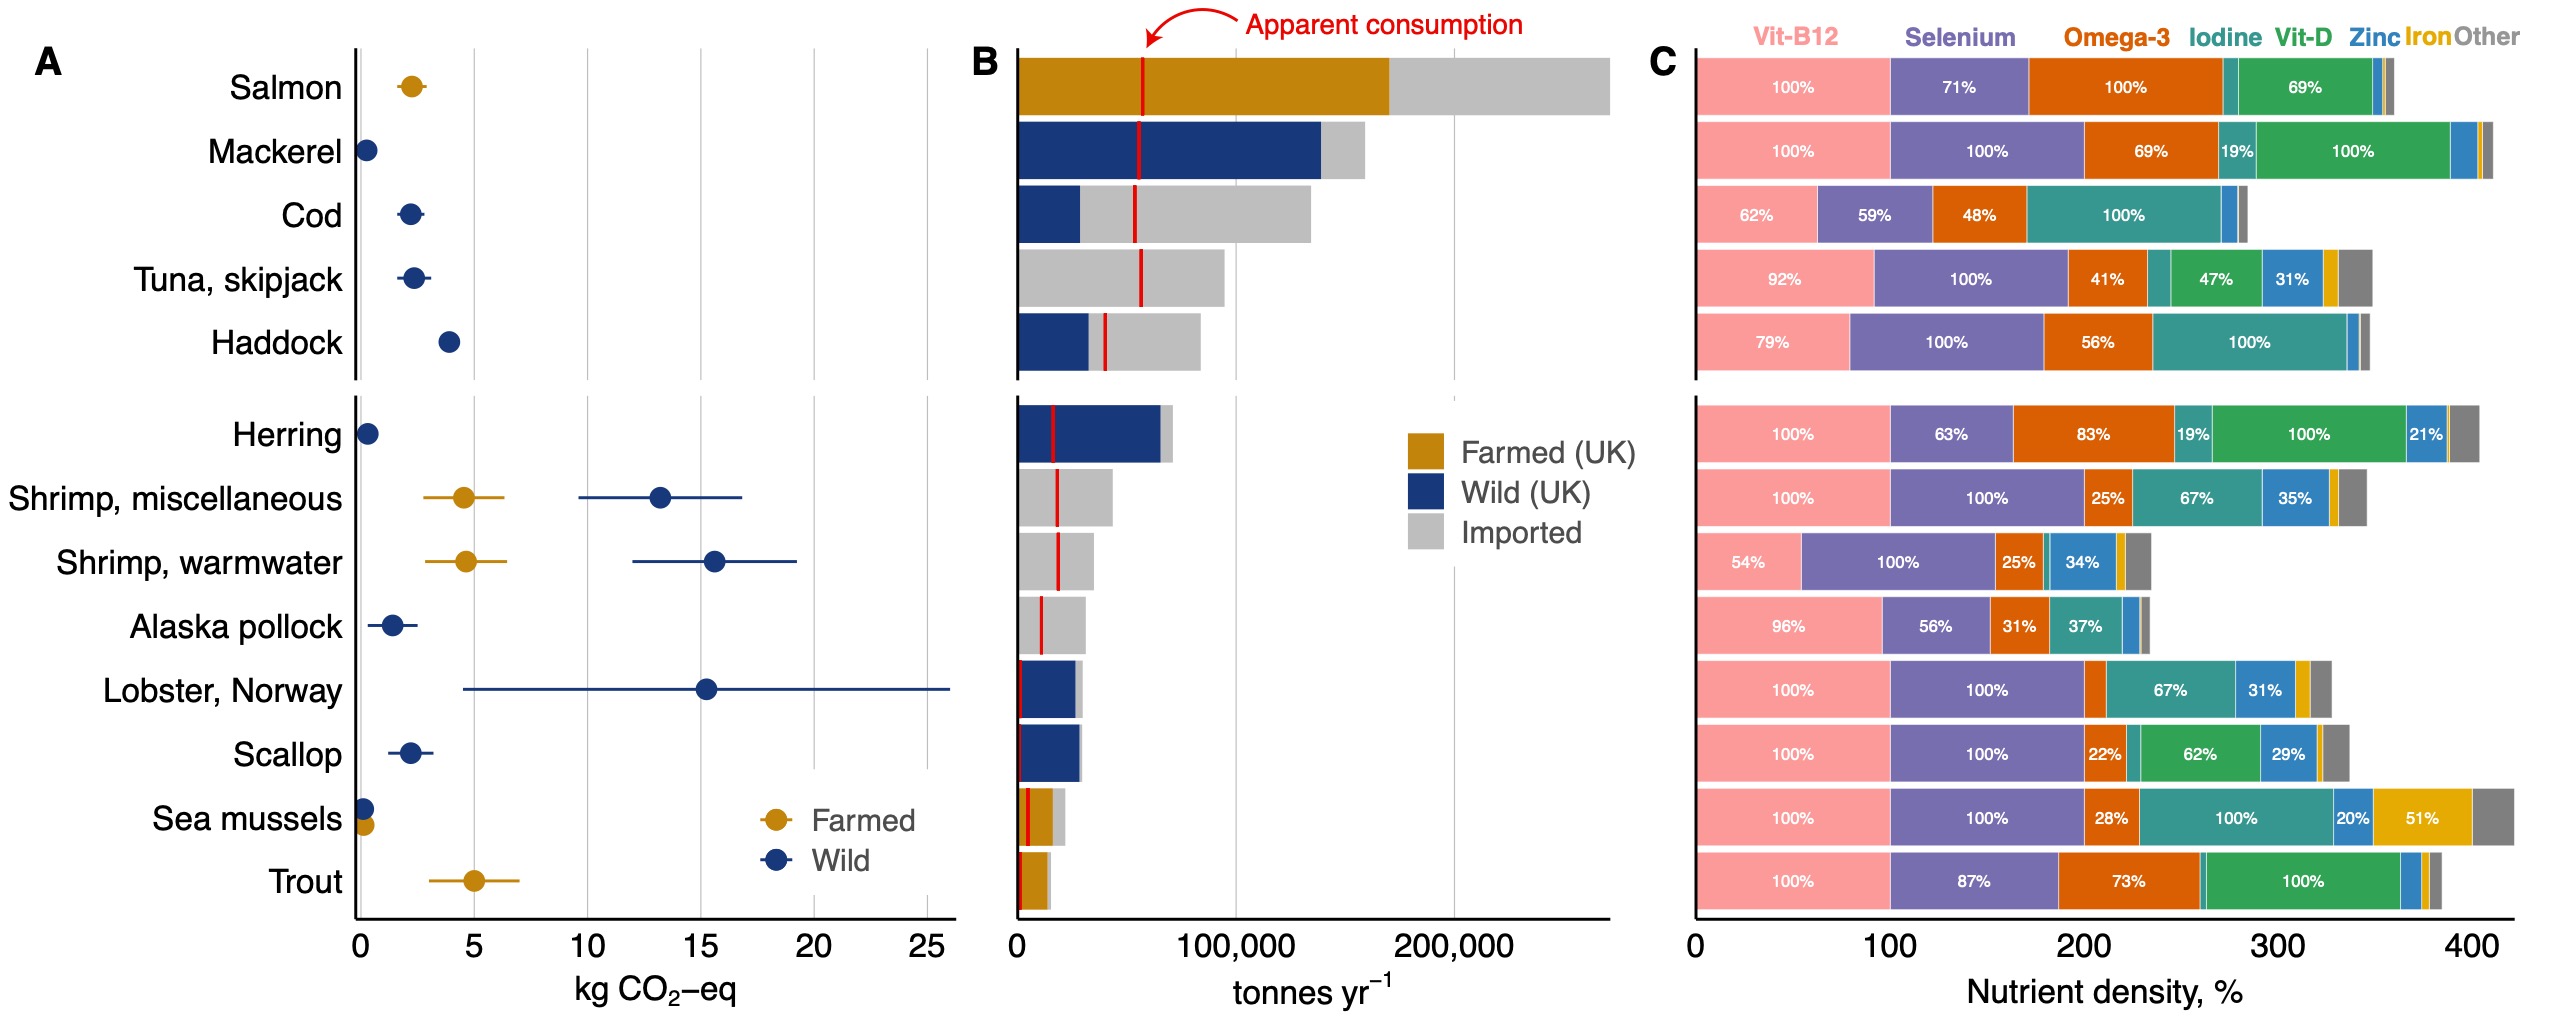 Apparent consumption
A
B
C
Vit-B12 Selenium Omega-3 Iodine Vit-D Zinc Iron Other
Salmon
100% 71% 100% 69%
Mackerel
100% 100% 69% 19% 100%
Cod
62% 59% 48% 100%
Tuna, skipjack
92% 100% 41% 47% 31%
Haddock
79% 100% 56% 100%
Herring
100% 63% 83% 19% 100% 21%
Shrimp, miscellaneous
100% 100% 25% 67% 35%
Shrimp, warmwater
54% 100% 25% 34%
Alaska pollock
96% 56% 31% 37%
Lobster, Norway
100% 100% 67% 31%
Scallop
100% 100% 22% 62% 29%
Sea mussels
100% 100% 28% 100% 20% 51%
Trout
100% 87% 73% 100%
Farmed
Wild
Farmed (UK)
Wild (UK)
Imported
0 5 10 15 20 25
kg CO₂–eq
0 100,000 200,000
tonnes yr⁻¹
0 100 200 300 400
Nutrient density, %